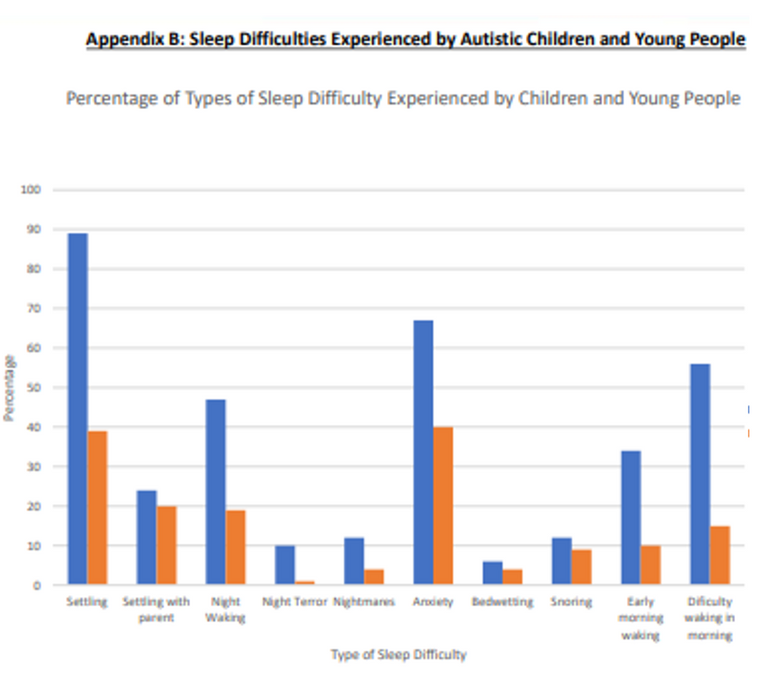 Appendix B: Sleep Difficulties Experienced by Autistic Children and Young People
Percentage of Types of Sleep Difficulty Experienced by Children and Young People
100
90
80
70
60
50
40
30
20
10
0
Percentage
Settling
Settling with
parent
Night
Waking
Night Terror
Nightmares
Anxiety
Bedwetting
Snoring
Early
morning
waking
Dificulty
waking in
morning
Type of Sleep Difficulty